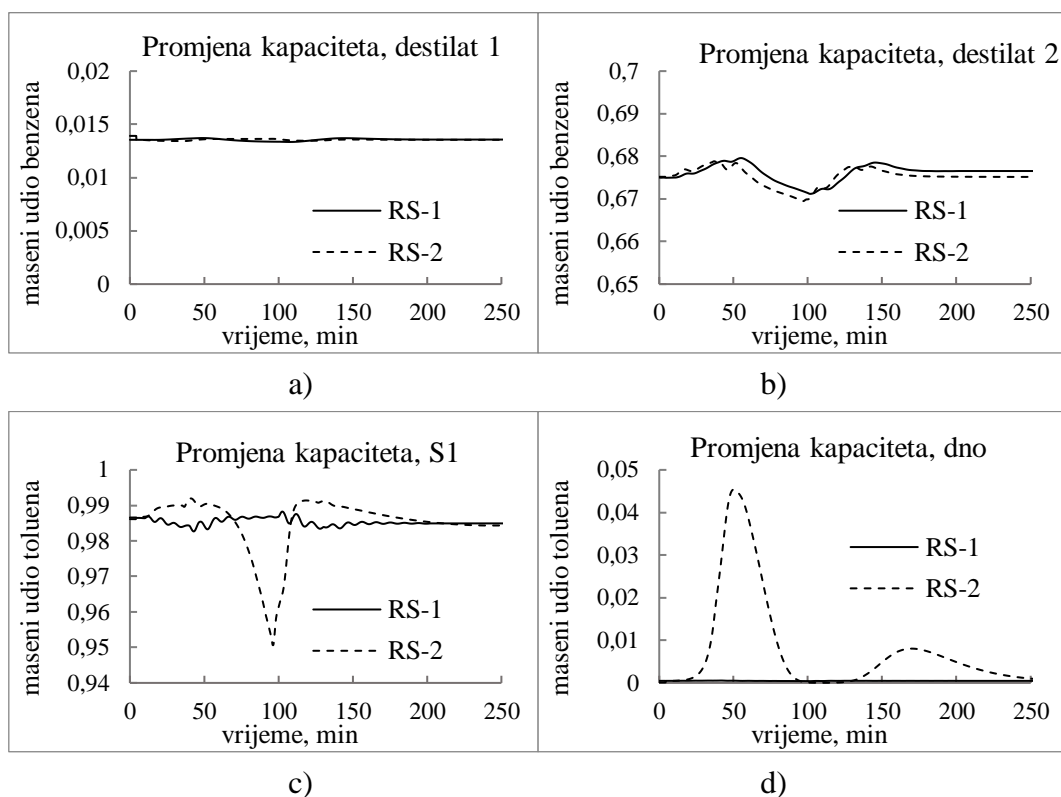 Promjena kapaciteta, destilat 1
maseni udio benzena
0,02
0,015
0,01
0,005
0
RS-1
RS-2
0 50 100 150 200 250
vrijeme, min
a)
Promjena kapaciteta, destilat 2
maseni udio benzena
0,7
0,69
0,68
0,67
0,66
0,65
RS-1
RS-2
0 50 100 150 200 250
vrijeme, min
b)
Promjena kapaciteta, S1
maseni udio toluena
1
0,99
0,98
0,97
0,96
0,95
0,94
RS-1
RS-2
0 50 100 150 200 250
vrijeme, min
c)
Promjena kapaciteta, dno
maseni udio toluena
0,05
0,04
0,03
0,02
0,01
0
RS-1
RS-2
0 50 100 150 200 250
vrijeme, min
d)